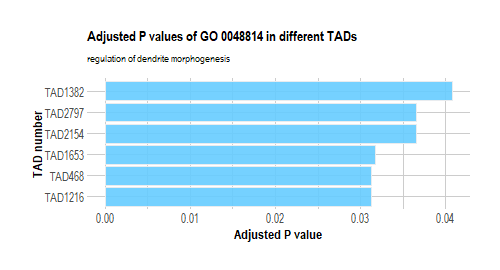 Adjusted P values of GO 0048814 in different TADs
regulation of dendrite morphogenesis
TAD1382
TAD2797
TAD2154
TAD1653
TAD468
TAD1216
TAD number
0.00 0.01 0.02 0.03 0.04
Adjusted P value